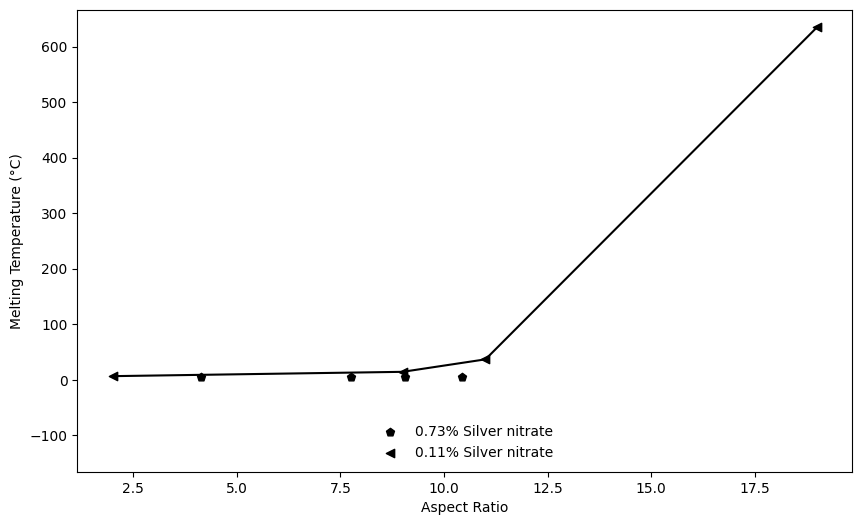 600
500
400
300
200
100
0
−100
Melting Temperature (°C)
0.73% Silver nitrate
0.11% Silver nitrate
2.5 5.0 7.5 10.0 12.5 15.0 17.5
Aspect Ratio